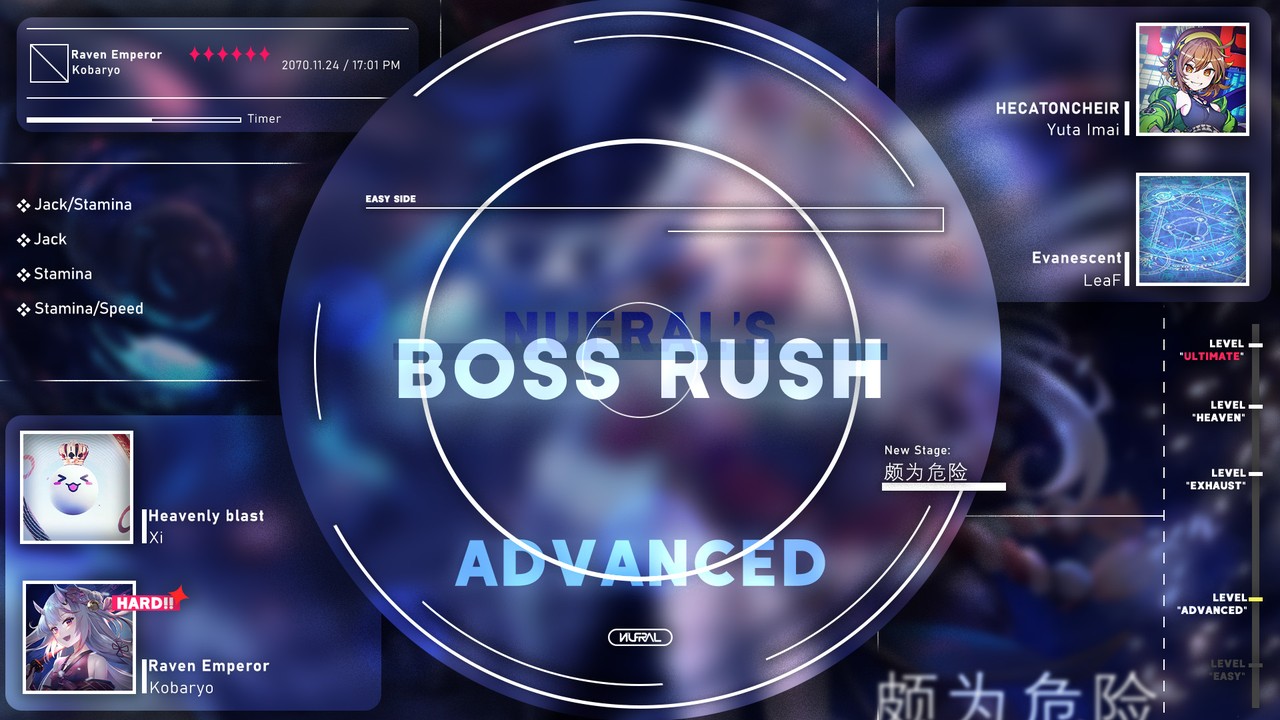 Raven Emperor
Kobaryo
2070.11.24 / 17:01 PM
Timer
Jack/Stamina
Jack
Stamina
Stamina/Speed
Heavenly blast
Xi
HARD!!
Raven Emperor
Kobaryo
EASY SIDE
NUFRAL'S
BOSS RUSH
ADVANCED
NUFRAL
New Stage:
颇为危险
HECATONCHEIR
Yuta Imai
Evanescent
LeaF
LEVEL
"ULTIMATE"
LEVEL
"HEAVEN"
LEVEL
"EXHAUST"
LEVEL
"ADVANCED"
LEVEL
"EASY"
颇为危险